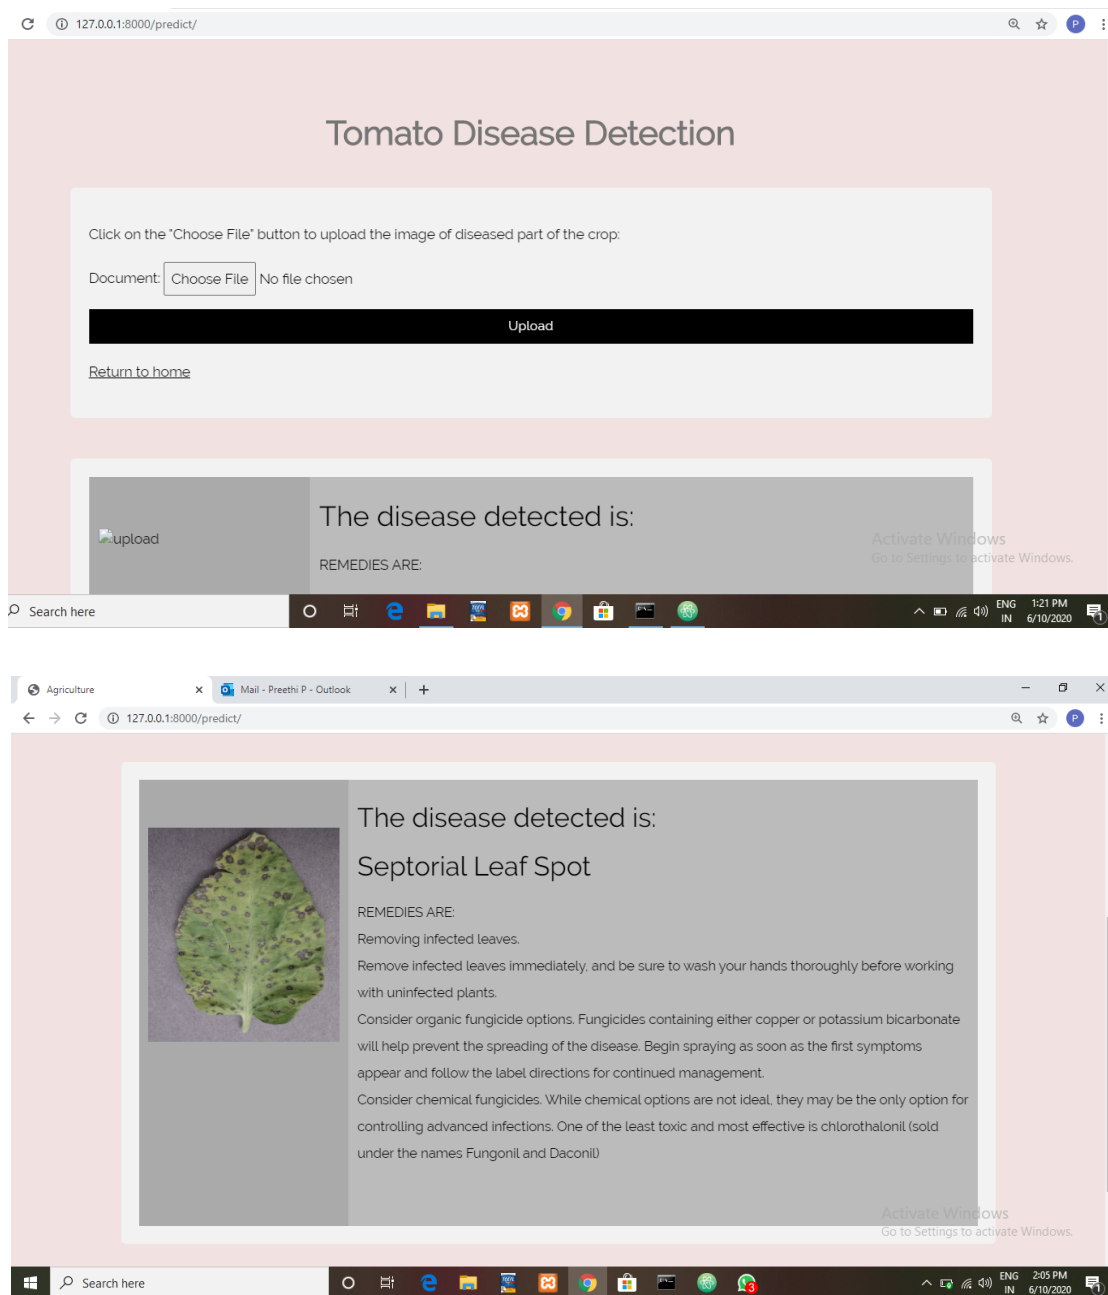 127.0.0.1:8000/predict/
P
Tomato Disease Detection
Click on the "Choose File" button to upload the image of diseased part of the crop:
Document: Choose File No file chosen
Upload
Return to home
upload
The disease detected is:
REMEDIES ARE:
Activate Windows
Go to Settings to activate Windows.
Search here
ENG 1:21 PM
IN 6/10/2020
1
Agriculture
Mail - Preethi P - Outlook
127.0.0.1:8000/predict/
P
The disease detected is:
Septorial Leaf Spot
REMEDIES ARE:
Removing infected leaves.
Remove infected leaves immediately, and be sure to wash your hands thoroughly before working
with uninfected plants.
Consider organic fungicide options. Fungicides containing either copper or potassium bicarbonate
will help prevent the spreading of the disease. Begin spraying as soon as the first symptoms
appear and follow the label directions for continued management.
Consider chemical fungicides. While chemical options are not ideal, they may be the only option for
controlling advanced infections. One of the least toxic and most effective is chlorothalonil (sold
under the names Fungonil and Daconil)
Activate Windows
Go to Settings to activate Windows.
Search here
3
ENG 2:05 PM
IN 6/10/2020
1